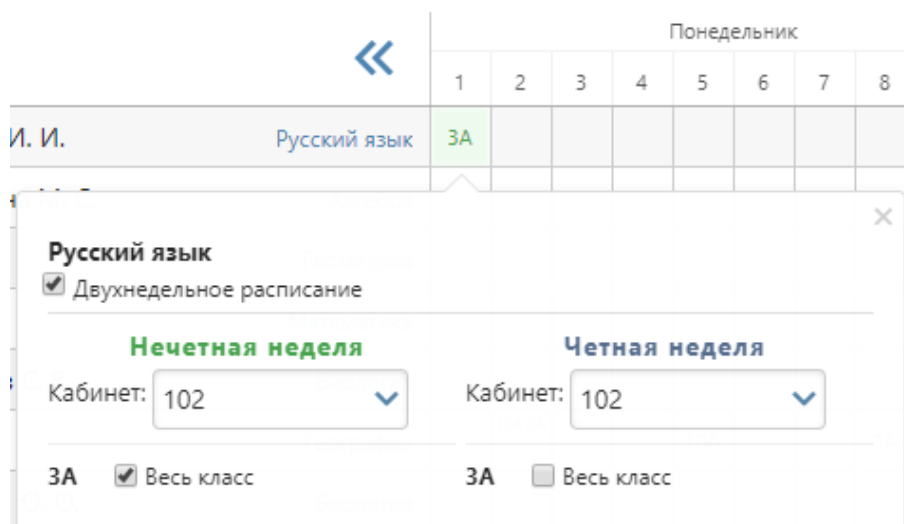 Понедельник
1 2 3 4 5 6 7 8
И. И. Русский язык 3А
Русский язык
Двухнедельное расписание
Нечетная неделя Четная неделя
Кабинет: 102 Кабинет: 102
3А Весь класс 3А Весь класс